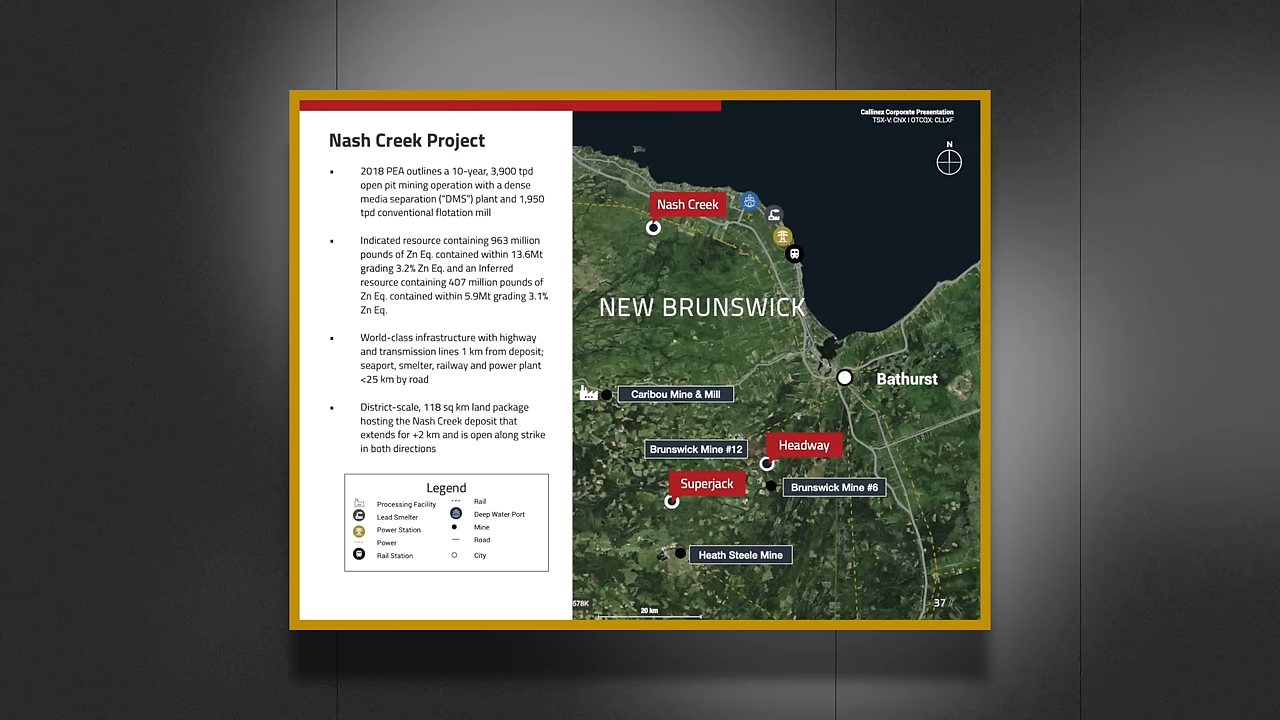 Callinex Corporate Presentation
TSX-V: CNX I OTCQX: CLLXF
Nash Creek Project
▪ 2018 PEA outlines a 10-year, 3,900 tpd
open pit mining operation with a dense
media separation (“DMS”) plant and 1,950
tpd conventional flotation mill
▪ Indicated resource containing 963 million
pounds of Zn Eq. contained within 13.6Mt
grading 3.2% Zn Eq. and an Inferred
resource containing 407 million pounds of
Zn Eq. contained within 5.9Mt grading 3.1%
Zn Eq.
▪ World-class infrastructure with highway
and transmission lines 1 km from deposit;
seaport, smelter, railway and power plant
<25 km by road
▪ District-scale, 118 sq km land package
hosting the Nash Creek deposit that
extends for +2 km and is open along strike
in both directions
Legend
Processing Facility
Lead Smelter
Power Station
Power
Rail Station
Rail
Deep Water Port
Mine
Road
City
N
Nash Creek
NEW BRUNSWICK
Bathurst
Caribou Mine & Mill
Headway
Brunswick Mine #12
Superjack
Brunswick Mine #6
Heath Steele Mine
578K
20 km
37